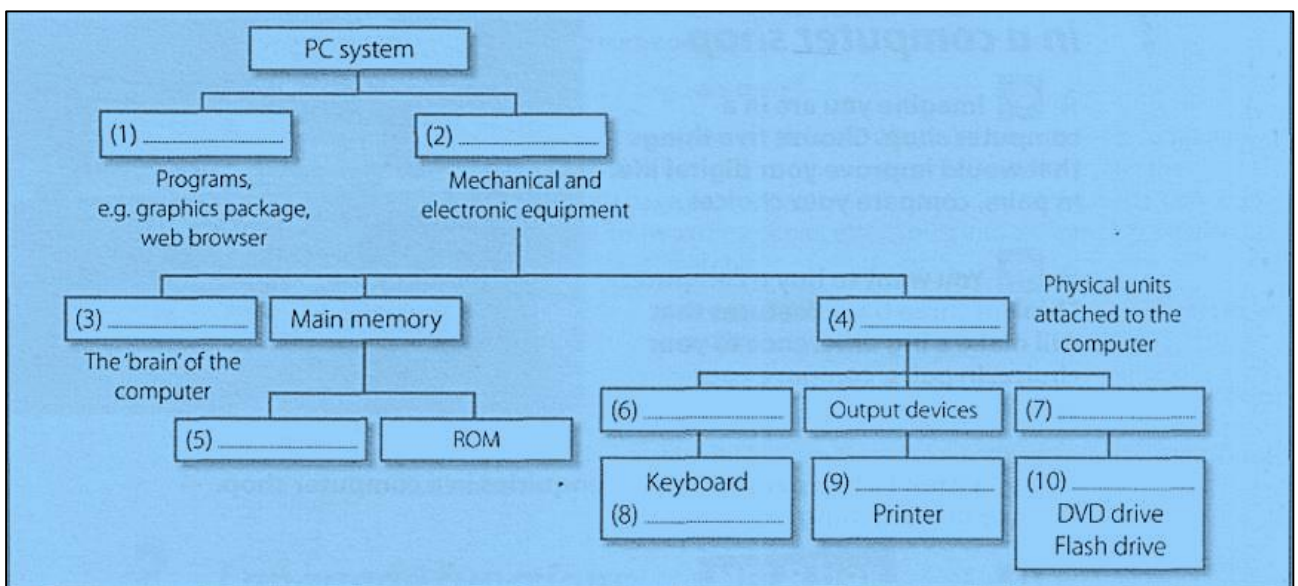 PC system
(1)
(2)
Programs,
e.g. graphics package,
web browser
Mechanical and
electronic equipment
(3)
Main memory
(4)
Physical units
attached to the
computer
The 'brain' of the
computer
(5)
ROM
(6)
Output devices
(7)
Keyboard
(8)
(9)
Printer
(10)
DVD drive
Flash drive